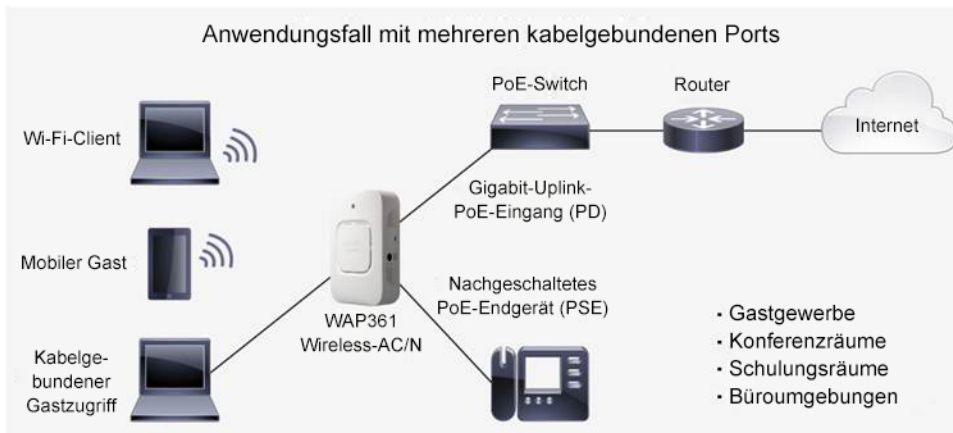 Anwendungsfall mit mehreren kabelgebundenen Ports
PoE-Switch
Router
Internet
Wi-Fi-Client
Gigabit-Uplink-
PoE-Eingang (PD)
Mobiler Gast
Nachgeschaltetes
PoE-Endgerät (PSE)
WAP361
Wireless-AC/N
Kabelge-
bundener
Gastzugriff
· Gastgewerbe
· Konferenzräume
· Schulungsräume
· Büroumgebungen